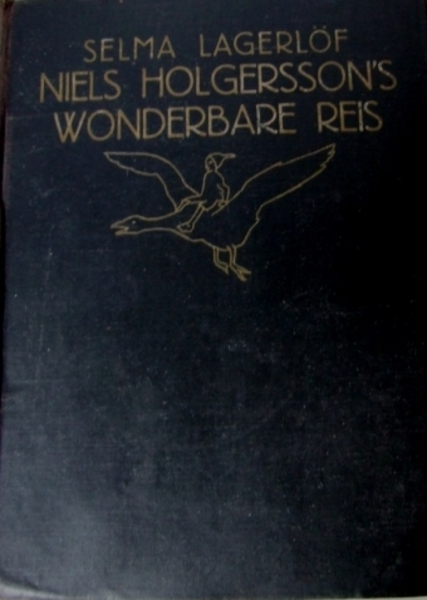 SELMA LAGERLÖF
NIELS HOLGERSSON'S
WONDERBARE REIS